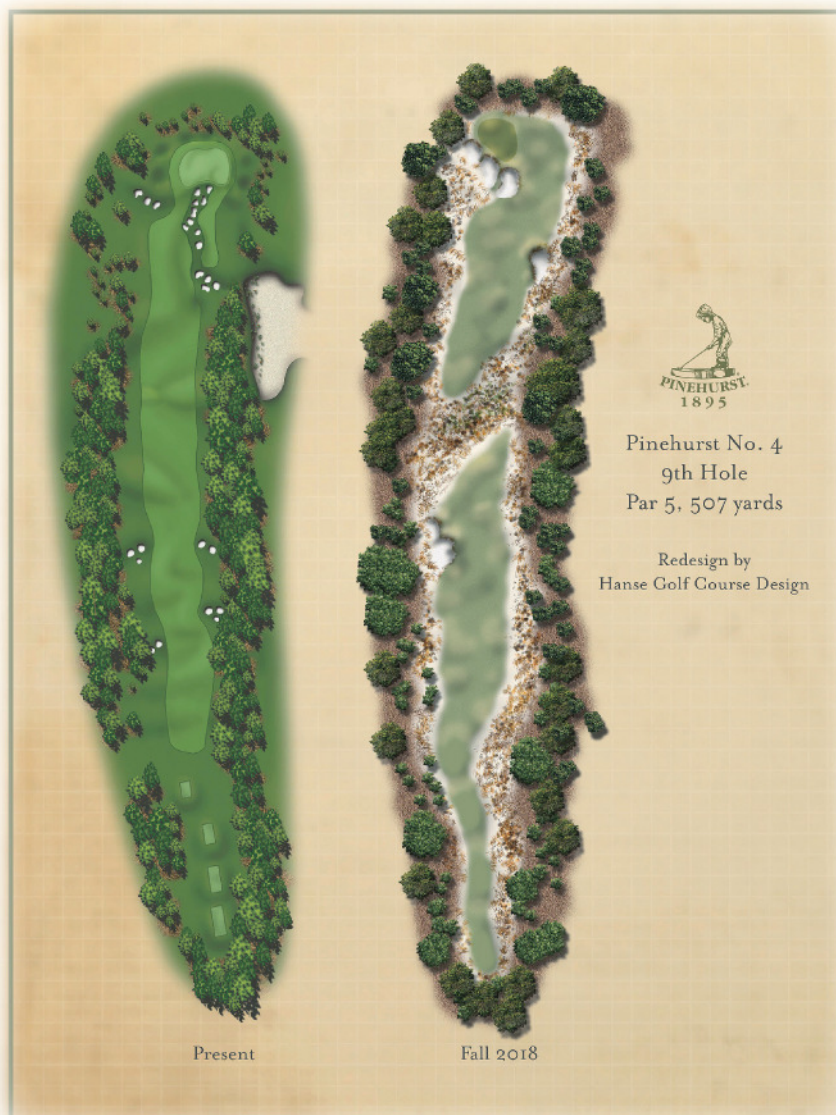 PINEHURST
1895
Pinehurst No. 4
9th Hole
Par 5, 507 yards
Redesign by
Hanse Golf Course Design
Present
Fall 2018